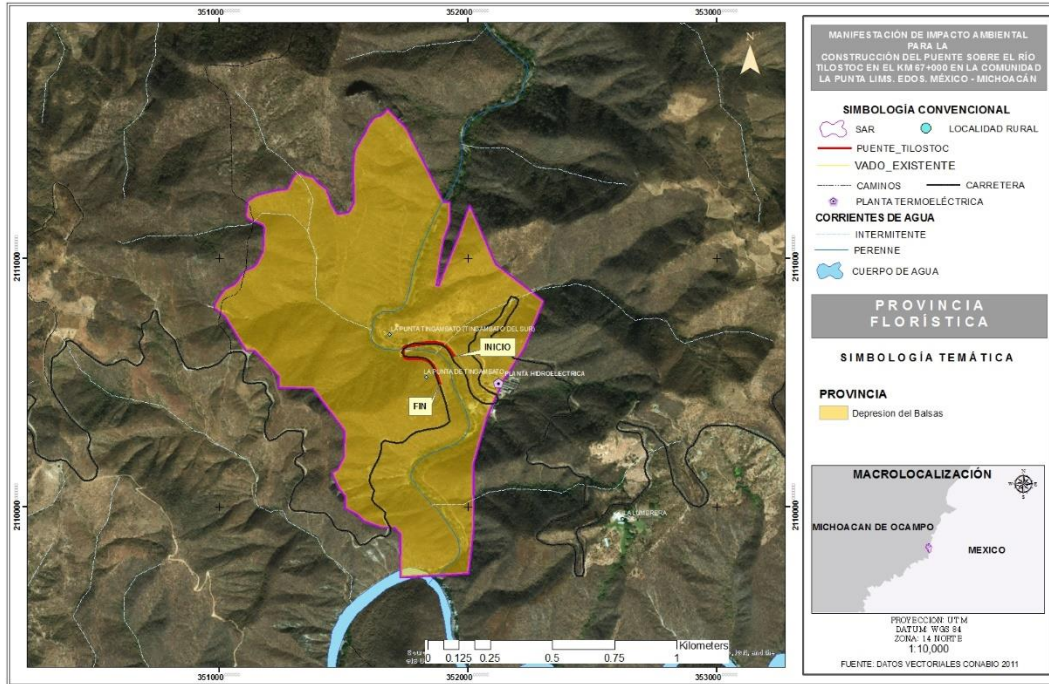 351000
352000
353000
2111000
2111000
2110000
2110000
351000
352000
353000
N
LA PUNTA TINGAMBATO (TINGAMBATO DEL SUR)
INICIO
LA PUNTA DE TINGAMBATO
PLANTA HIDROELECTRICA
FIN
LA LUMBRERA
Kilometers
0 0.125 0.25 0.5 0.75 1
MANIFESTACIÓN DE IMPACTO AMBIENTAL
PARA LA
CONSTRUCCIÓN DEL PUENTE SOBRE EL RÍO
TILOSTOC EN EL KM 67+000 EN LA COMUNIDAD
LA PUNTA LIMS. EDOS. MÉXICO - MICHOACÁN
SIMBOLOGÍA CONVENCIONAL
SAR
LOCALIDAD RURAL
PUENTE_TILOSTOC
VADO_EXISTENTE
CAMINOS
CARRETERA
PLANTA TERMOELÉCTRICA
CORRIENTES DE AGUA
INTERMITENTE
PERENNE
CUERPO DE AGUA
PROVINCIA
FLORÍSTICA
SIMBOLOGÍA TEMÁTICA
PROVINCIA
Depresion del Balsas
MACROLOCALIZACIÓN
MICHOACAN DE OCAMPO
MEXICO
PROYECCION: UTM
DATUM: WGS 84
ZONA: 14 NORTE
1:10,000
FUENTE: DATOS VECTORIALES CONABIO 2011